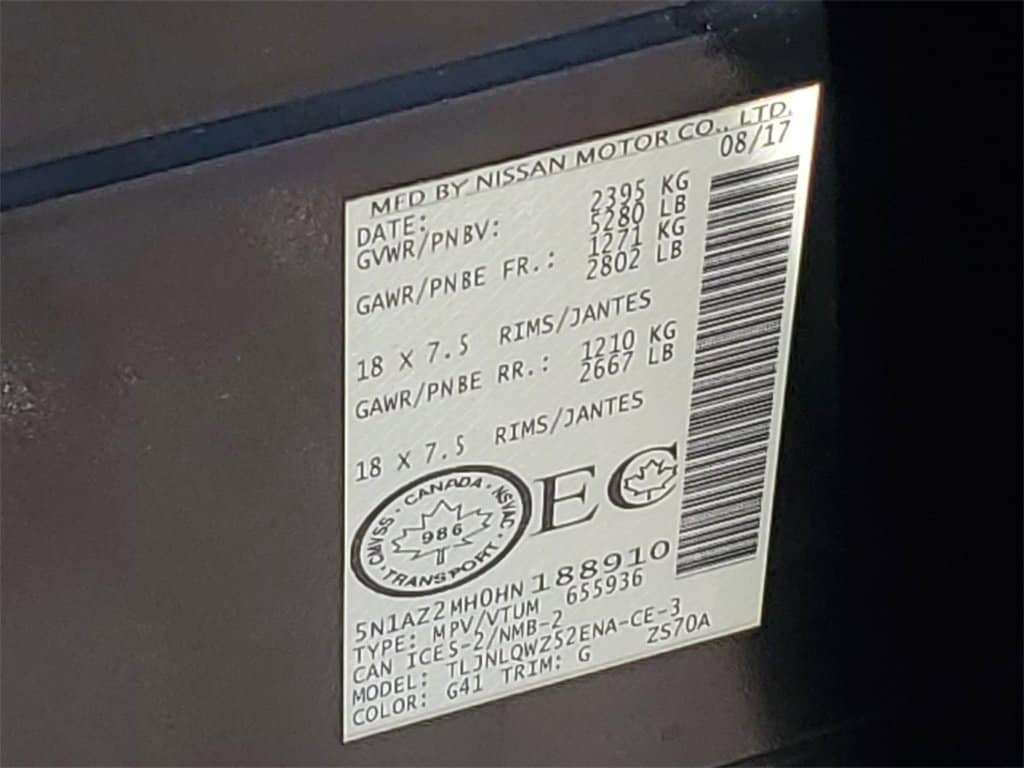 MFD BY NISSAN MOTOR CO., LTD.
DATE: 08/17
GVWR/PNBV: 2395 KG
5280 LB
GAWR/PNBE FR.: 1271 KG
2802 LB
18 X 7.5 RIMS/JANTES
GAWR/PNBE RR.: 1210 KG
2667 LB
18 X 7.5 RIMS/JANTES
CMVSS · CANADA · NSVAC · TRANSPORT ·
986
EC
5N1AZ2MH0HN188910
TYPE: MPV/VTUM 655936
CAN ICES-2/NMB-2
MODEL: TLJNLQWZ52ENA-CE-3
COLOR: G41 TRIM: G ZS70A